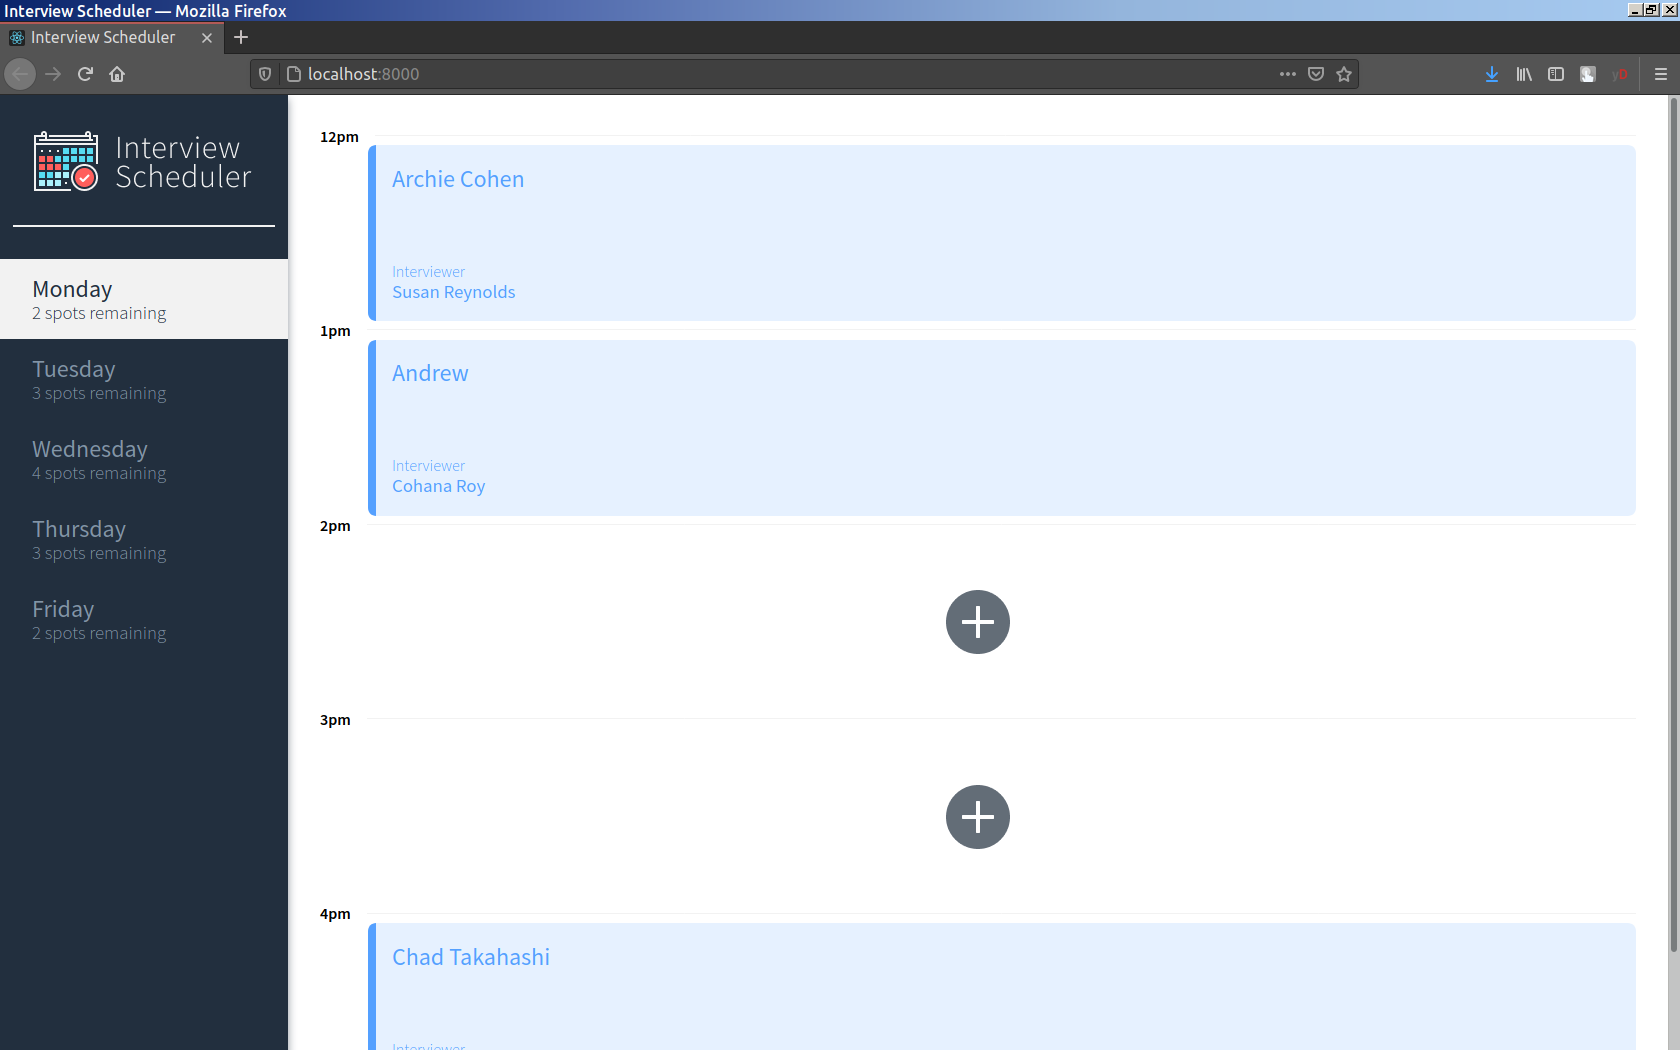 Interview Scheduler — Mozilla Firefox
Interview Scheduler
localhost:8000
yD
Interview
Scheduler
Monday
2 spots remaining
Tuesday
3 spots remaining
Wednesday
4 spots remaining
Thursday
3 spots remaining
Friday
2 spots remaining
12pm
Archie Cohen
Interviewer
Susan Reynolds
1pm
Andrew
Interviewer
Cohana Roy
2pm
3pm
4pm
Chad Takahashi
Interviewer